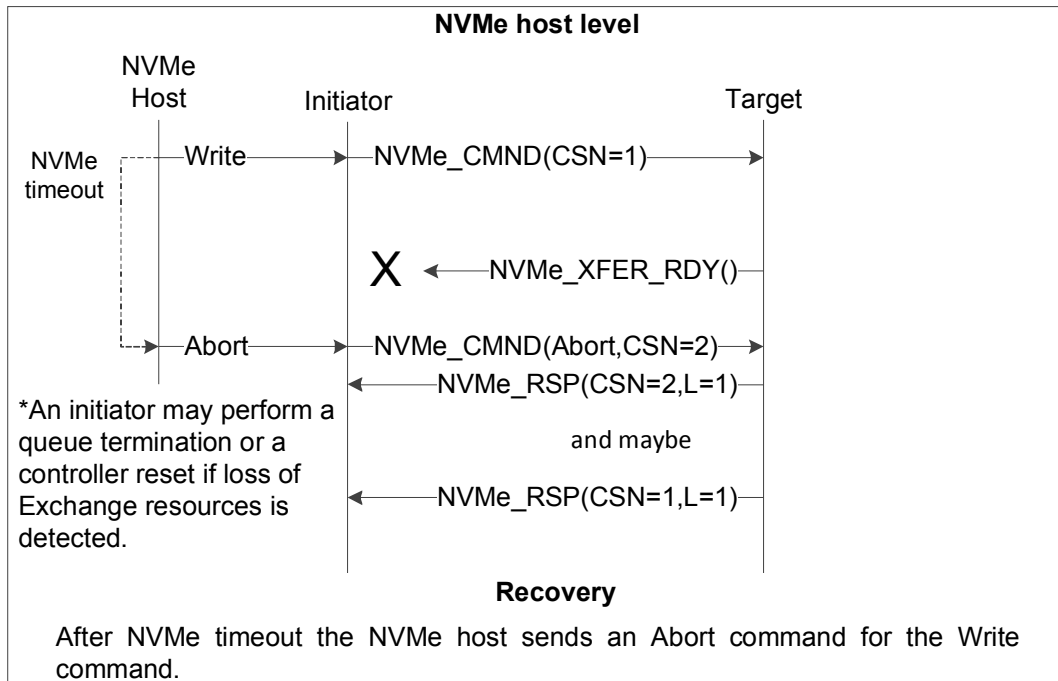 NVMe host level
NVMe
Host
Initiator
Target
NVMe
timeout
Write
NVMe_CMND(CSN=1)
X
NVMe_XFER_RDY()
Abort
NVMe_CMND(Abort,CSN=2)
NVMe_RSP(CSN=2,L=1)
*An initiator may perform a
queue termination or a
controller reset if loss of
Exchange resources is
detected.
and maybe
NVMe_RSP(CSN=1,L=1)
Recovery
After NVMe timeout the NVMe host sends an Abort command for the Write
command.